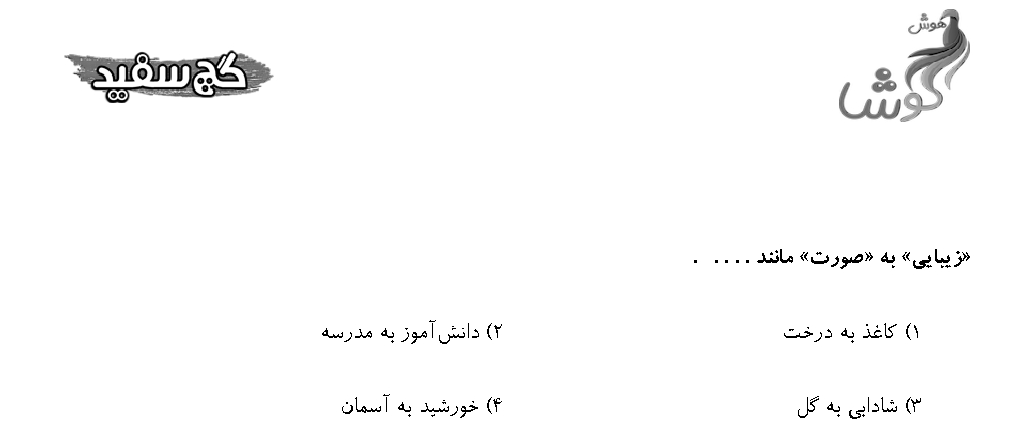 هوش
گوشا
گچ سفید
«زیبایی» به «صورت» مانند .... .
۱) کاغذ به درخت
۲) دانش‌آموز به مدرسه
۳) شادابی به گل
۴) خورشید به آسمان